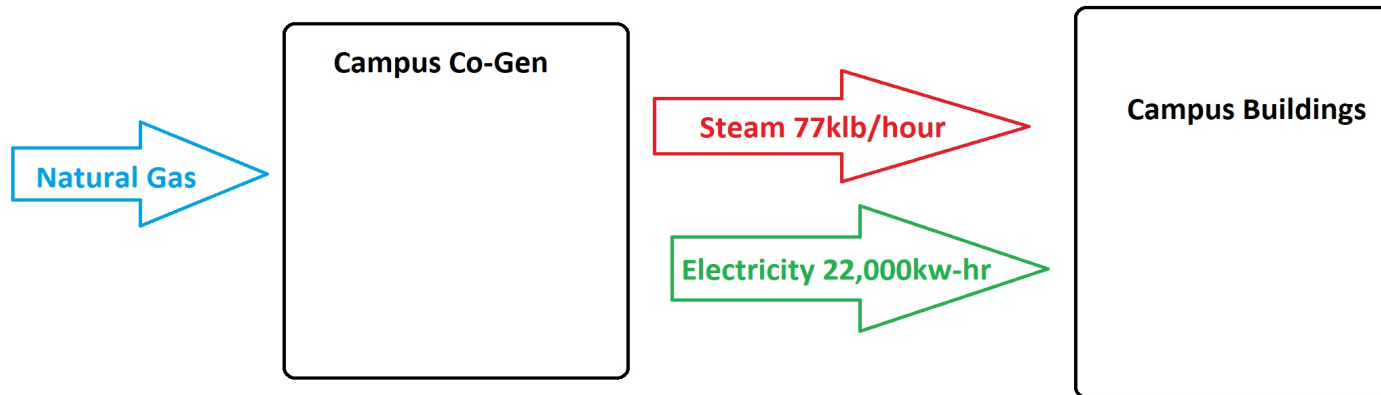 Campus Co-Gen
Natural Gas
Steam 77klb/hour
Electricity 22,000kw-hr
Campus Buildings